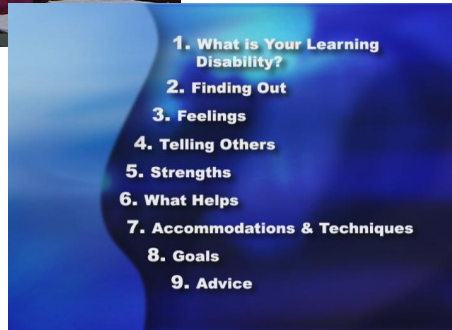 1. What is Your Learning
Disability?
2. Finding Out
3. Feelings
4. Telling Others
5. Strengths
6. What Helps
7. Accommodations & Techniques
8. Goals
9. Advice